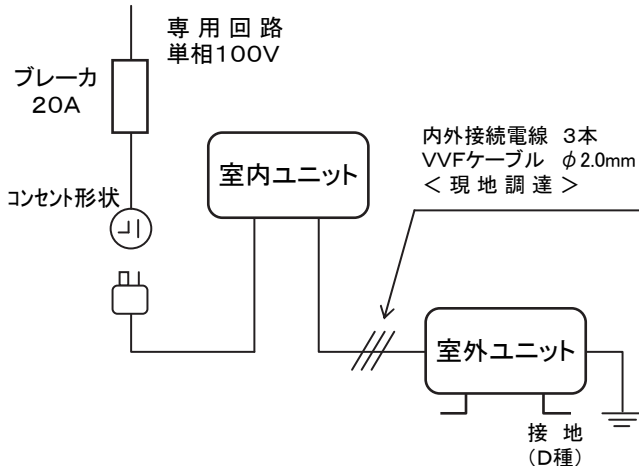 専用回路
単相100V
ブレーカ
20A
コンセント形状
室内ユニット
内外接続電線 3本
VVFケーブル φ2.0mm
<現地調達>
室外ユニット
接地
(D種)